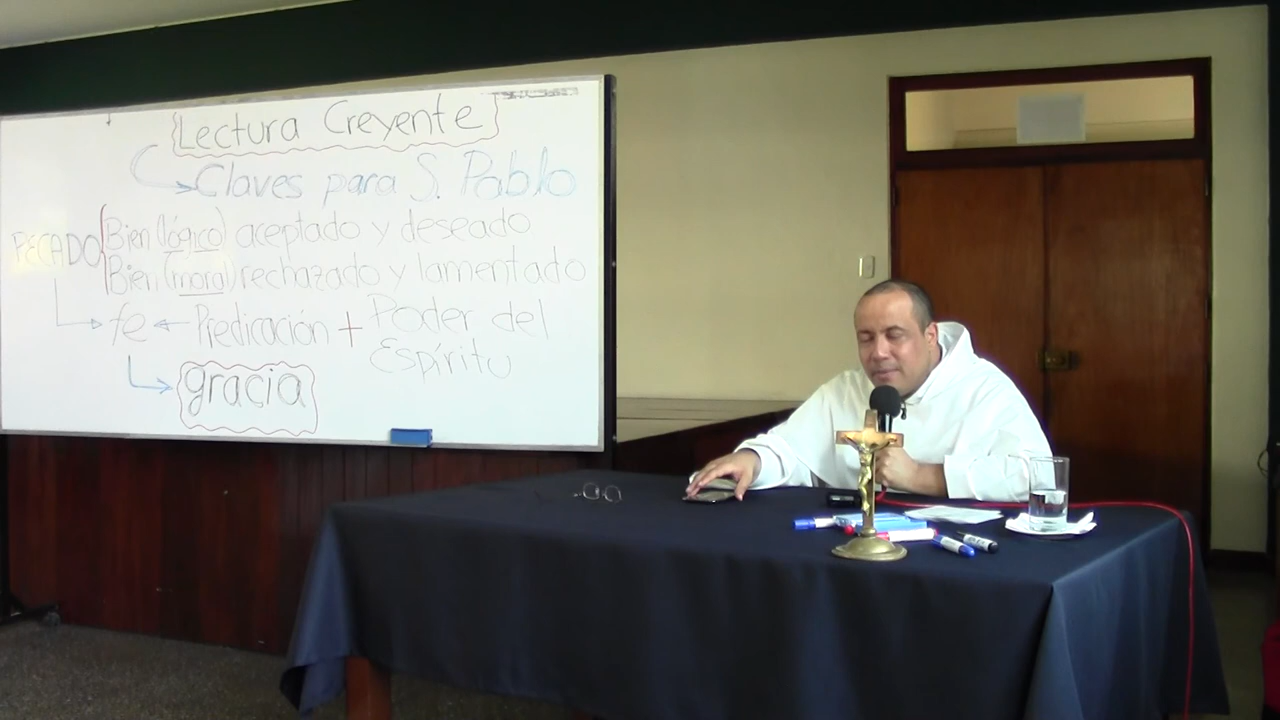 Lectura Creyente
Claves para S. Pablo
PECADO
Bien (lógico) aceptado y deseado
Bien (moral) rechazado y lamentado
fe ← Predicación + Poder del
Espíritu
gracia